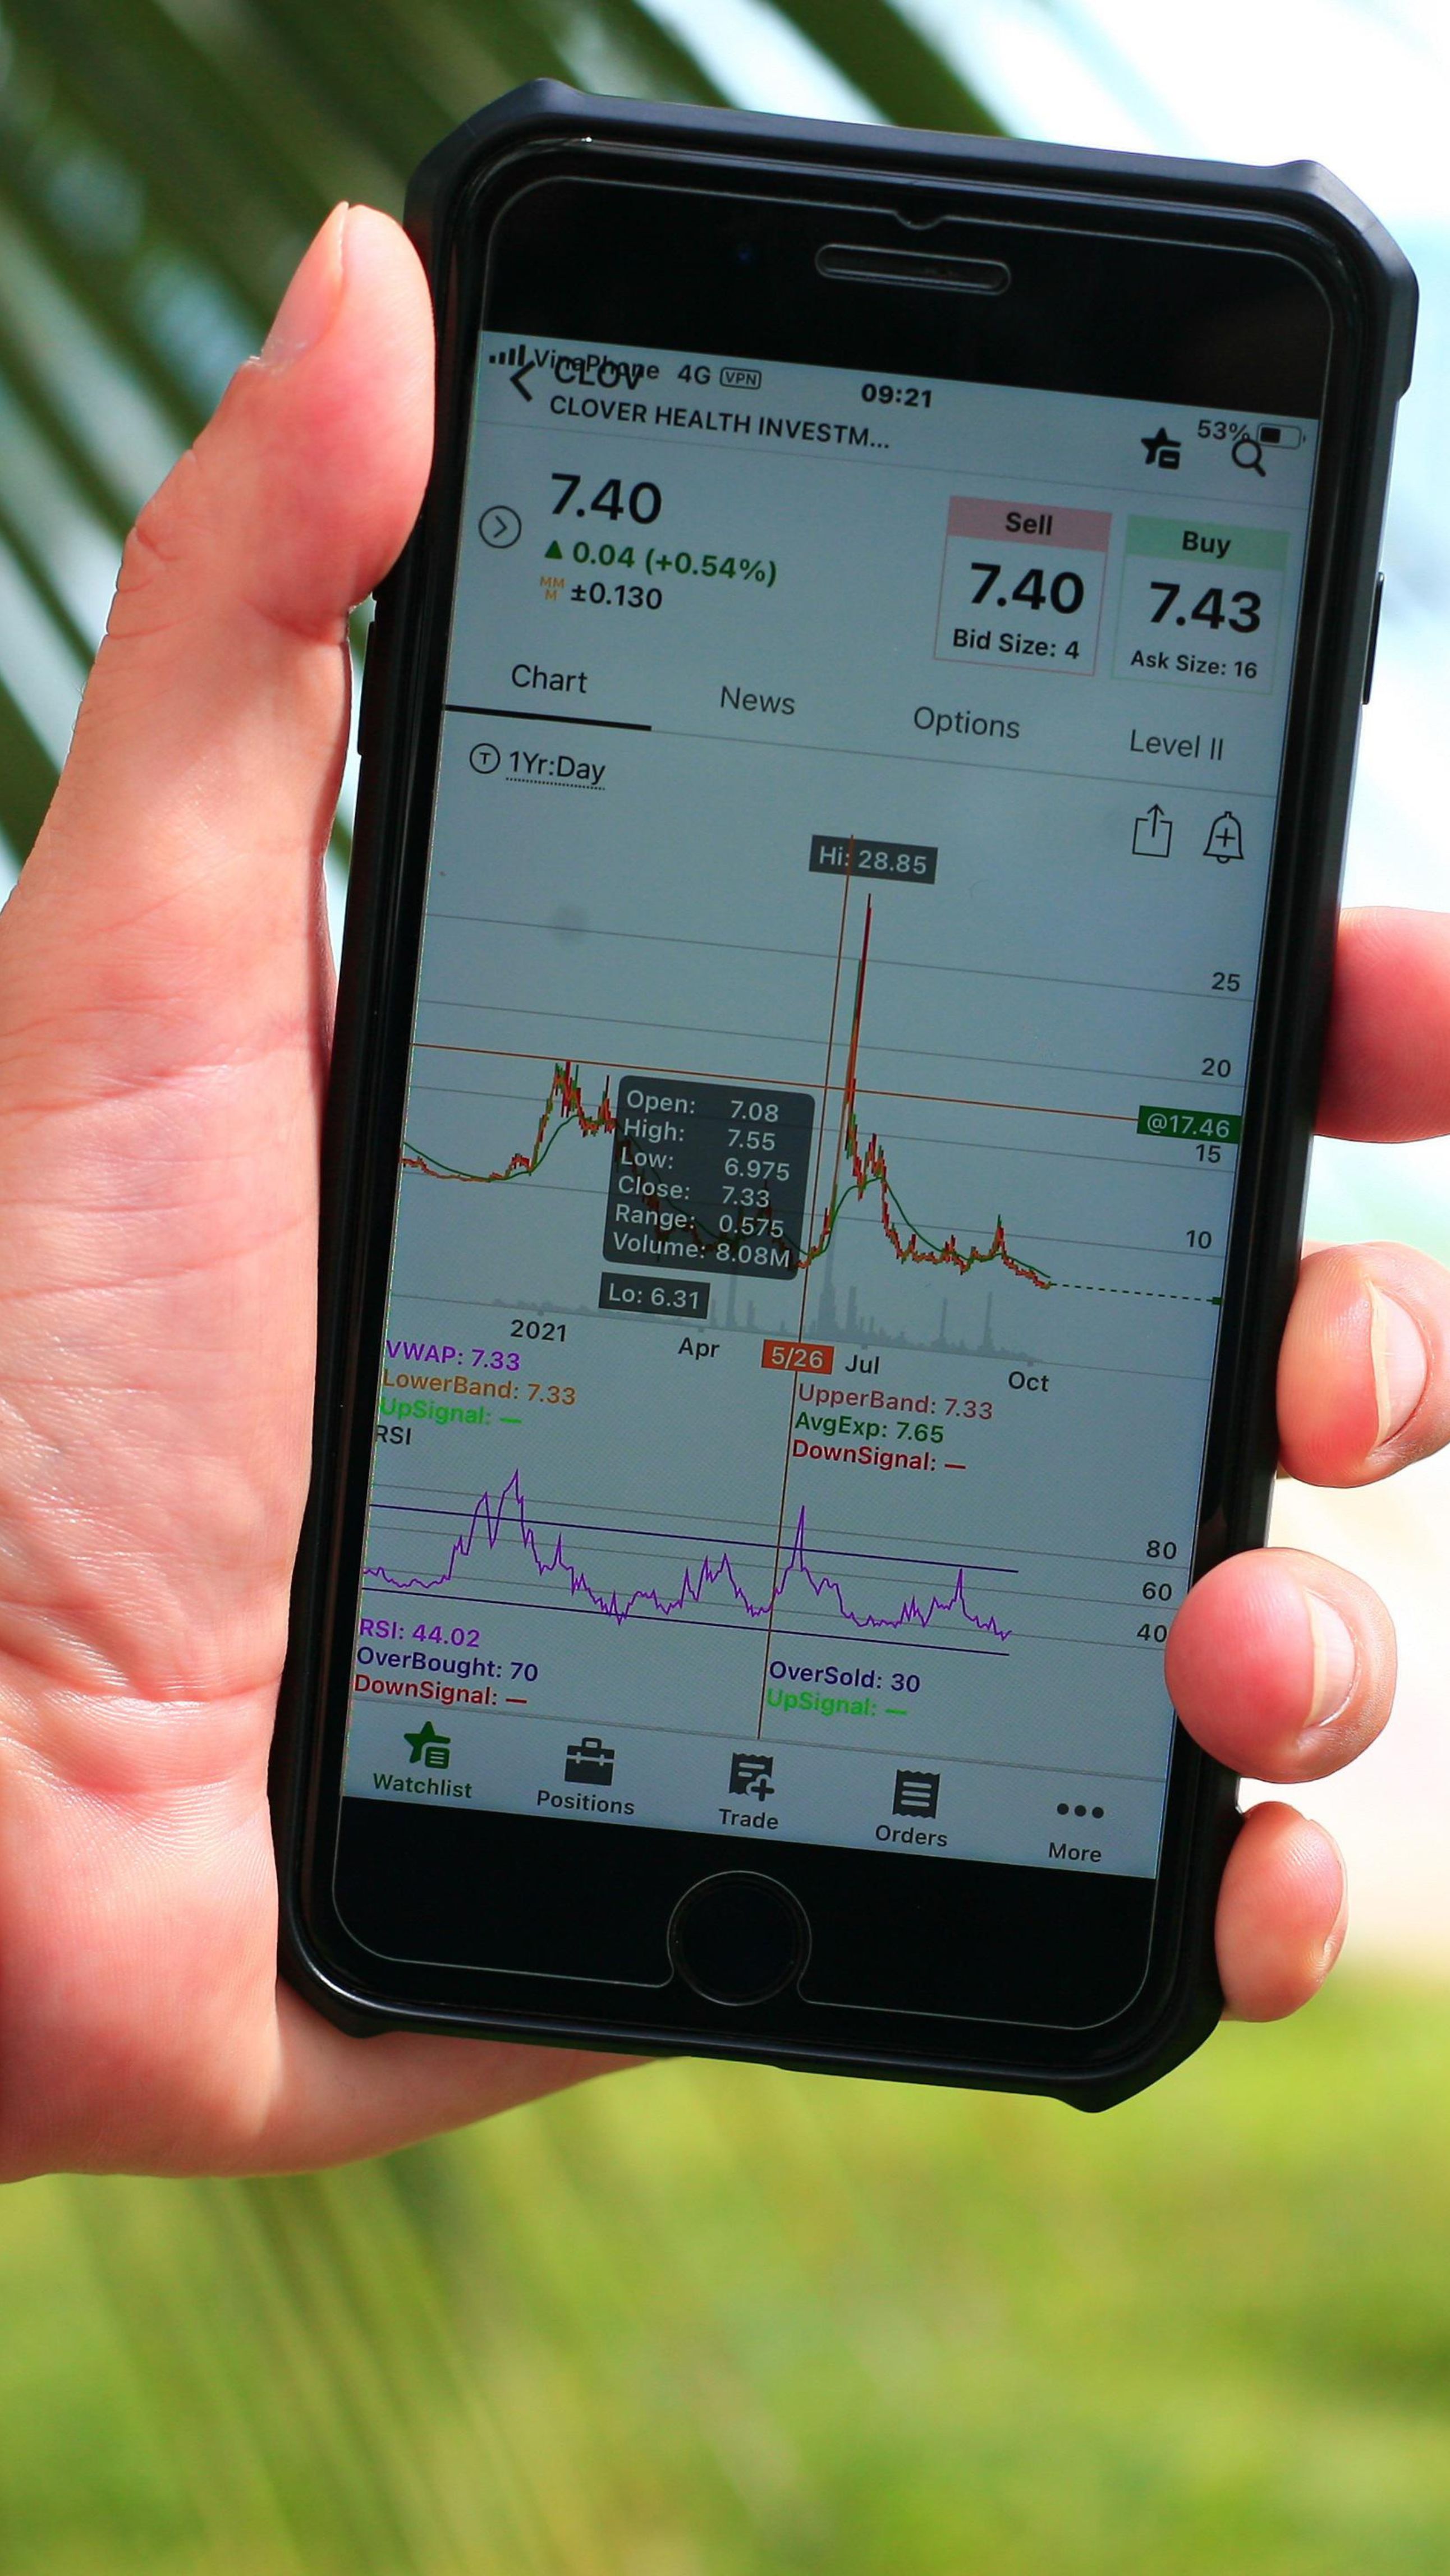 VinaPhone 4G VPN 09:21 53%
CLOV
CLOVER HEALTH INVESTM...
7.40
▲ 0.04 (+0.54%)
MM
M ±0.130
Sell
7.40
Bid Size: 4
Buy
7.43
Ask Size: 16
Chart News Options Level II
T 1Yr:Day
Hi: 28.85
25
20
@17.46
15
10
Open: 7.08
High: 7.55
Low: 6.975
Close: 7.33
Range: 0.575
Volume: 8.08M
Lo: 6.31
2021 Apr 5/26 Jul Oct
VWAP: 7.33
LowerBand: 7.33 UpperBand: 7.33
UpSignal: — AvgExp: 7.65
RSI DownSignal: —
80
60
40
RSI: 44.02
OverBought: 70 OverSold: 30
DownSignal: — UpSignal: —
Watchlist Positions Trade Orders More